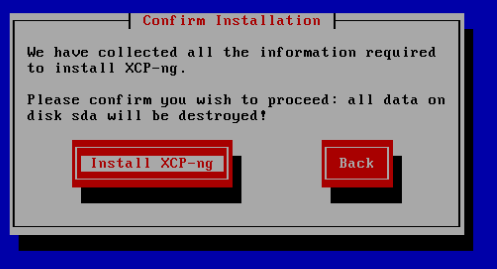 Confirm Installation
We have collected all the information required
to install XCP-ng.
Please confirm you wish to proceed: all data on
disk sda will be destroyed!
Install XCP-ng Back